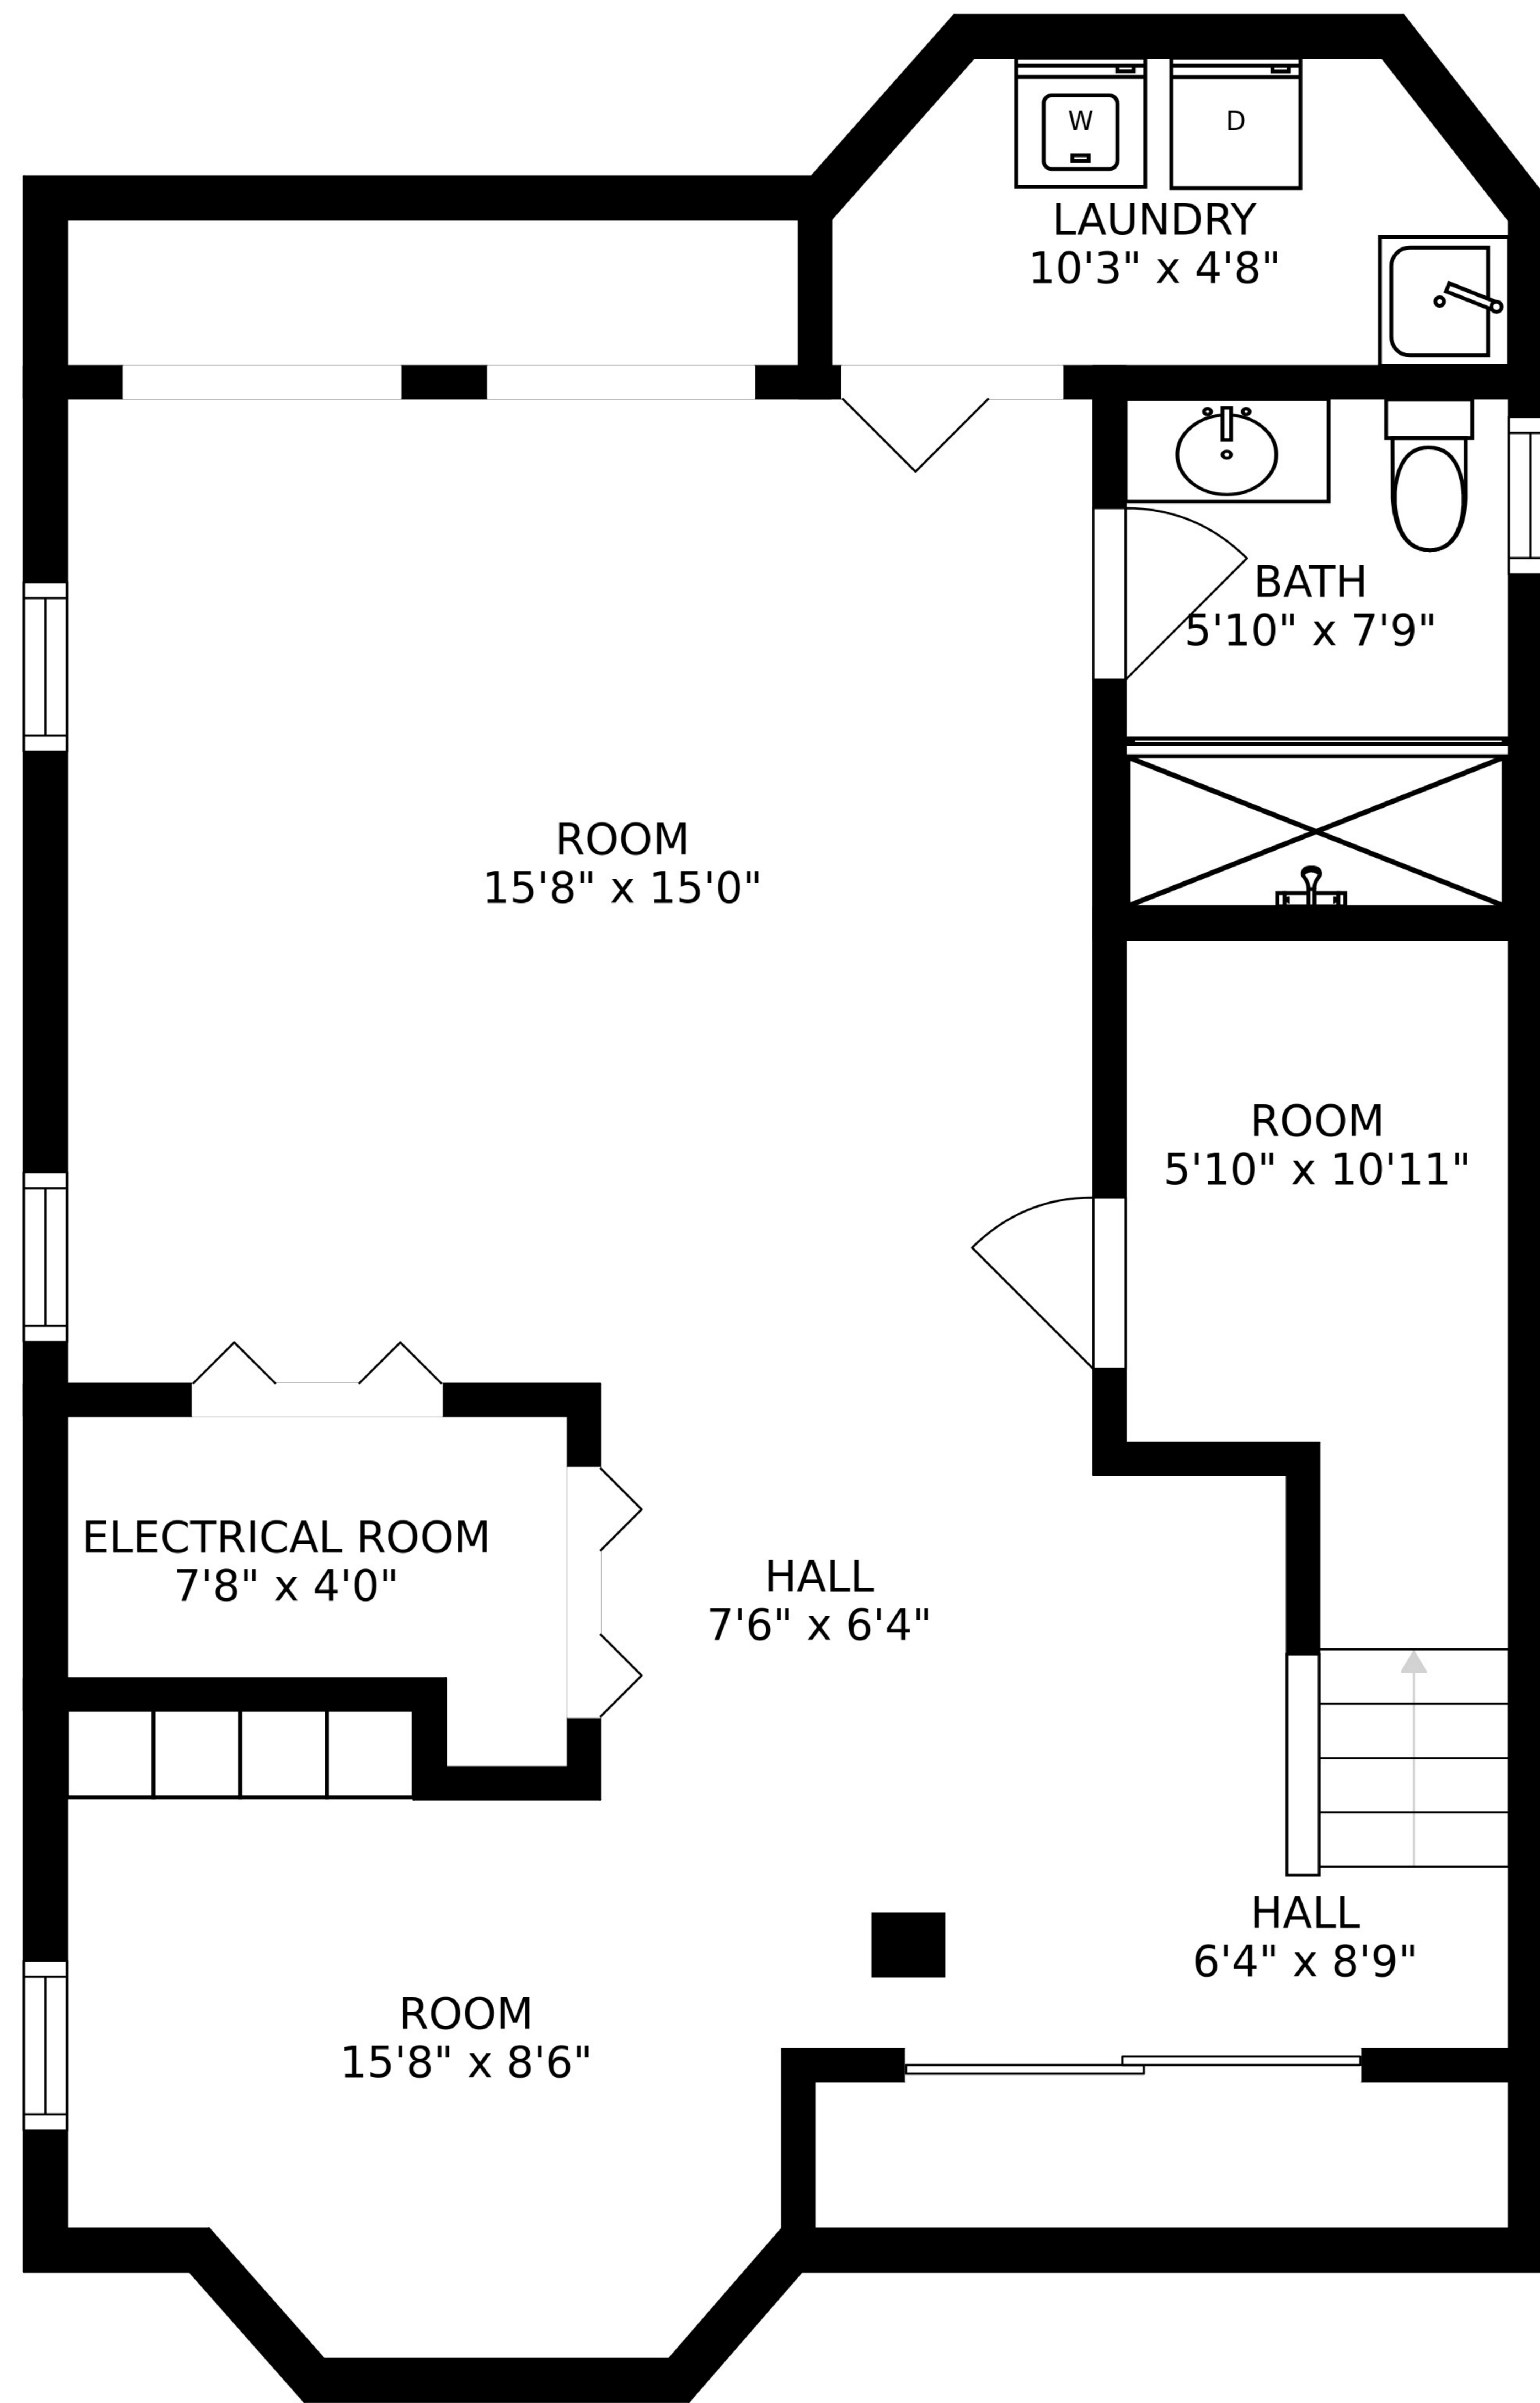 W
D
LAUNDRY
10'3" x 4'8"
BATH
5'10" x 7'9"
ROOM
15'8" x 15'0"
ROOM
5'10" x 10'11"
ELECTRICAL ROOM
7'8" x 4'0"
HALL
7'6" x 6'4"
HALL
6'4" x 8'9"
ROOM
15'8" x 8'6"